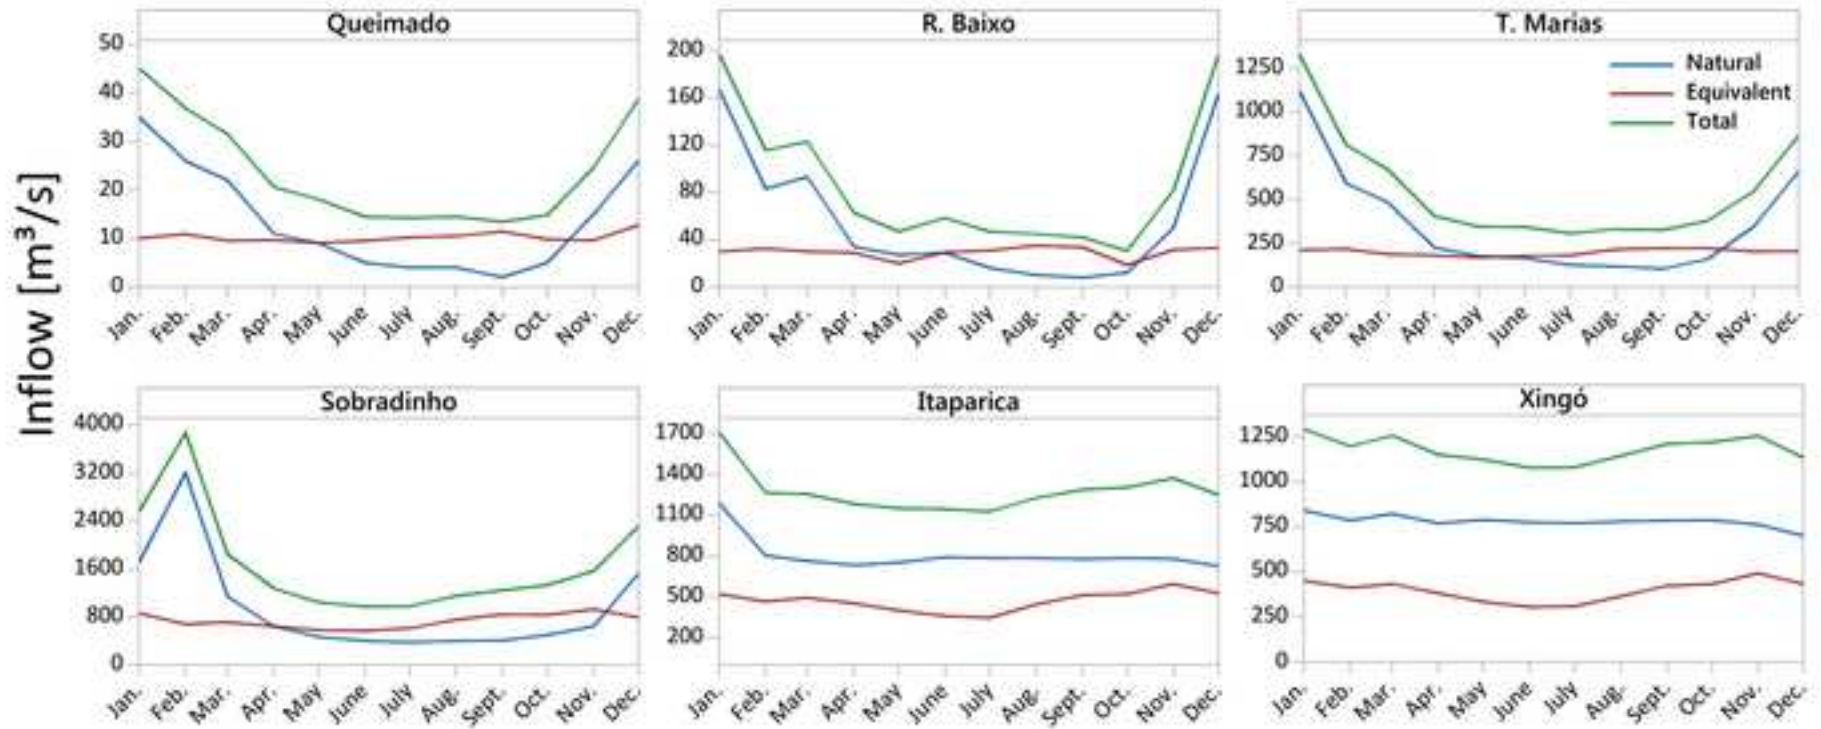 Inflow [m³/s]
Queimado
50
40
30
20
10
0
Jan. Feb. Mar. Apr. May June July Aug. Sept. Oct. Nov. Dec.
R. Baixo
200
160
120
80
40
0
Jan. Feb. Mar. Apr. May June July Aug. Sept. Oct. Nov. Dec.
T. Marias
1250
1000
750
500
250
0
Natural
Equivalent
Total
Jan. Feb. Mar. Apr. May June July Aug. Sept. Oct. Nov. Dec.
Sobradinho
4000
3200
2400
1600
800
0
Jan. Feb. Mar. Apr. May June July Aug. Sept. Oct. Nov. Dec.
Itaparica
1700
1400
1100
800
500
200
Jan. Feb. Mar. Apr. May June July Aug. Sept. Oct. Nov. Dec.
Xingó
1250
1000
750
500
250
0
Jan. Feb. Mar. Apr. May June July Aug. Sept. Oct. Nov. Dec.